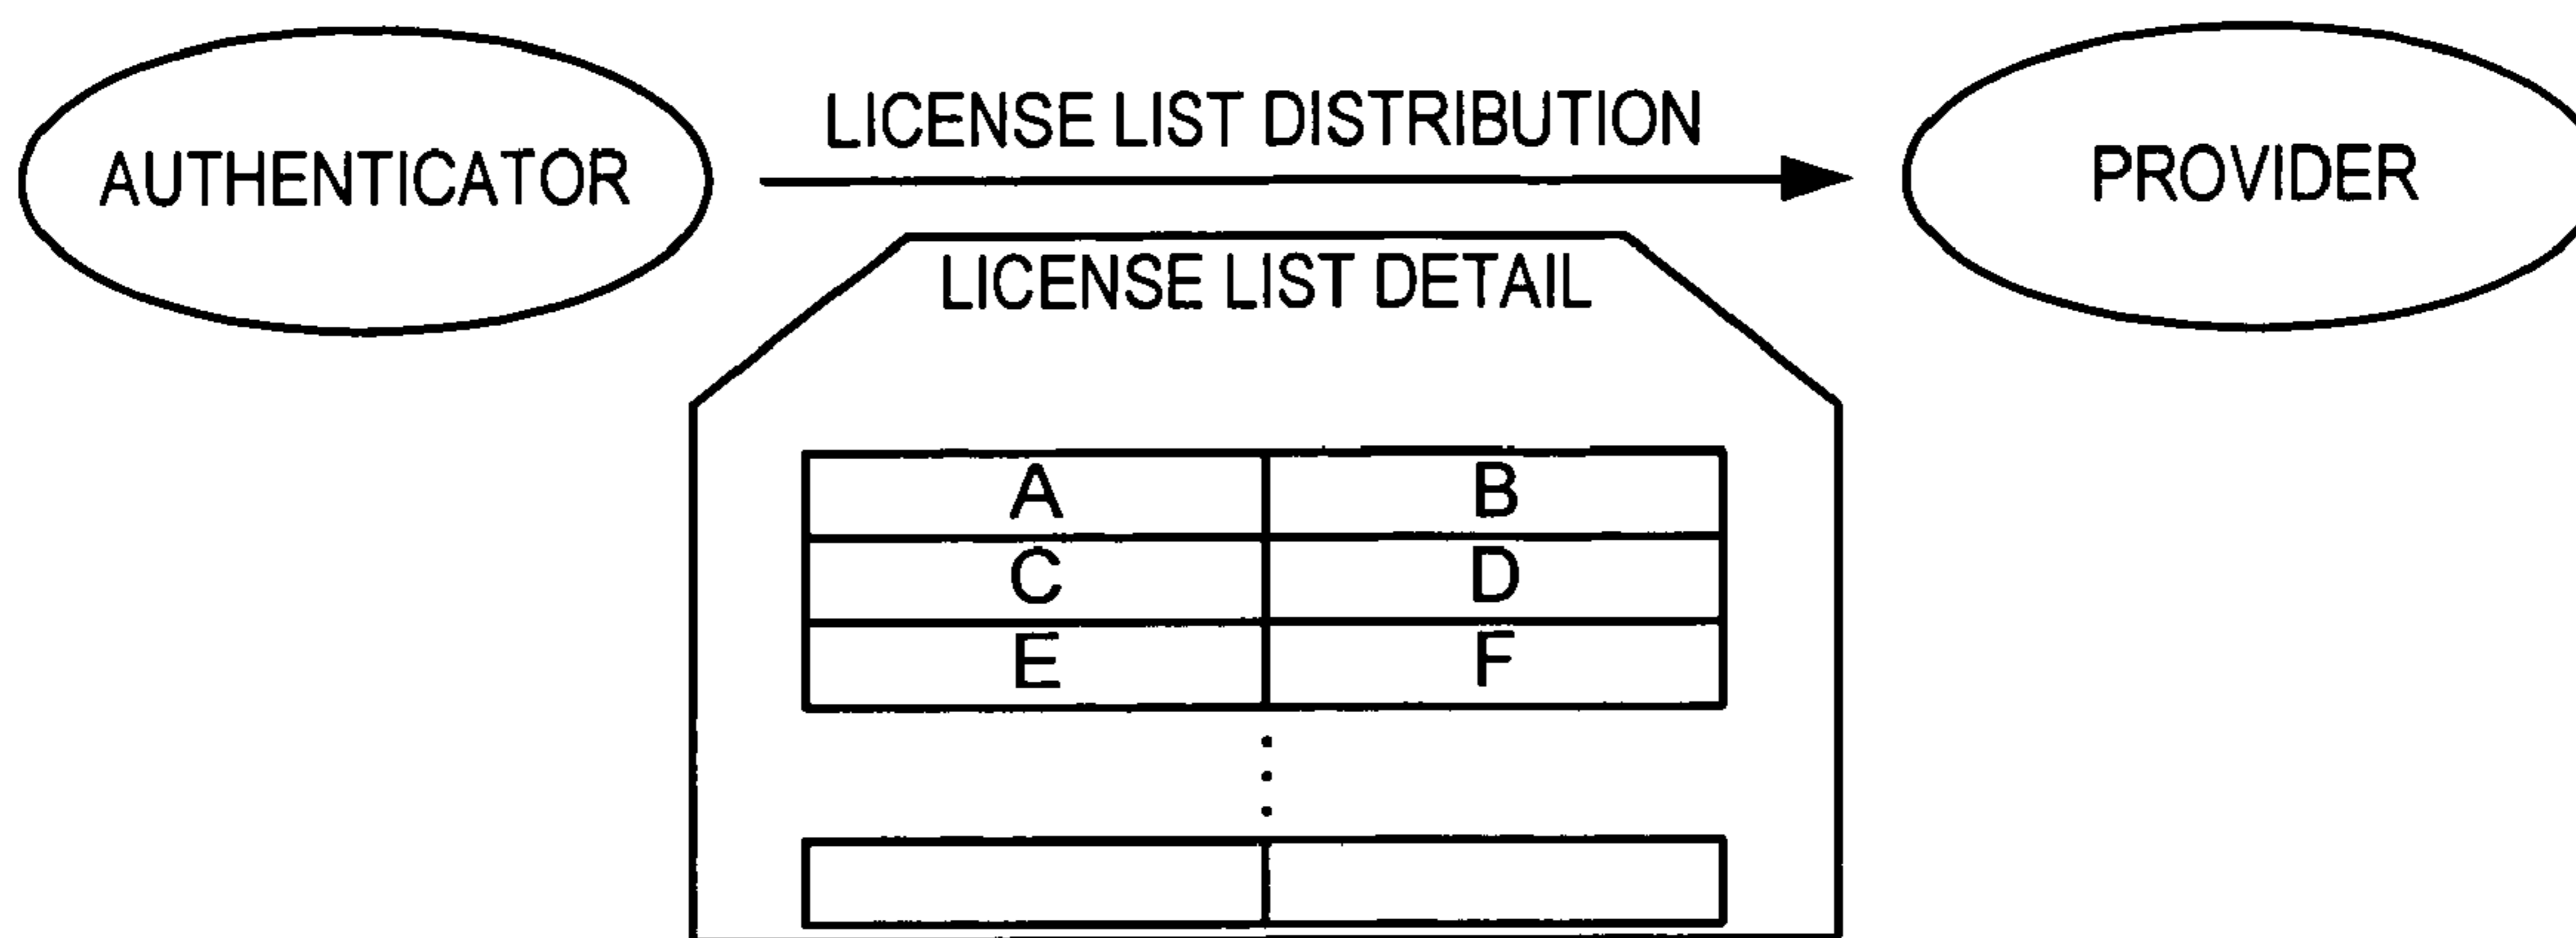 AUTHENTICATOR
LICENSE LIST DISTRIBUTION
PROVIDER
LICENSE LIST DETAIL
A B
C D
E F